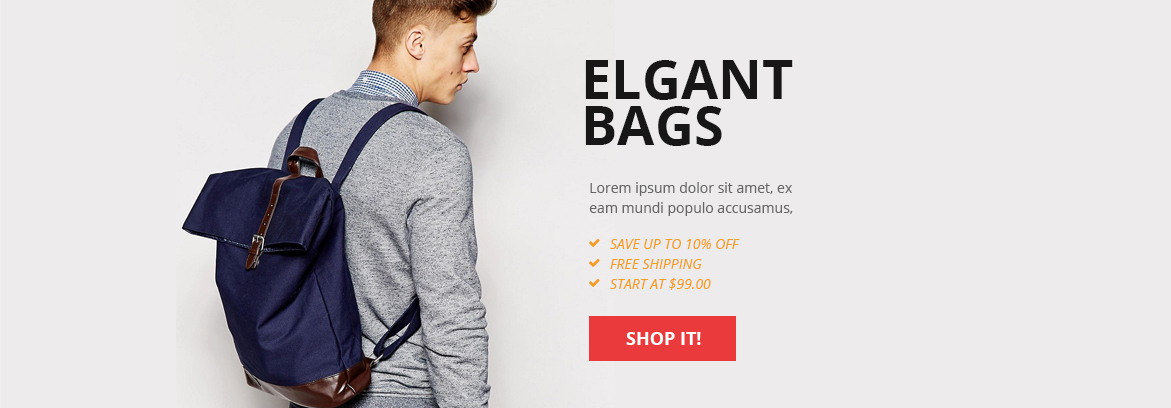 ELGANT
BAGS
Lorem ipsum dolor sit amet, ex
eam mundi populo accusamus,
SAVE UP TO 10% OFF
FREE SHIPPING
START AT $99.00
SHOP IT!